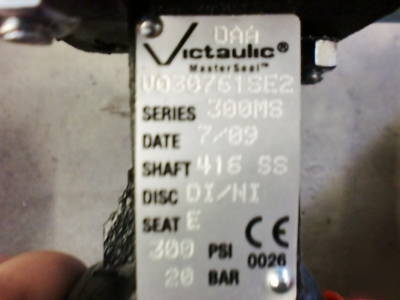 DAA
Victaulic®
MasterSeal™
V030761SE2
SERIES 300MS
DATE 7/09
SHAFT 416 SS
DISC DI/NI
SEAT E
300 PSI CE
20 BAR 0026